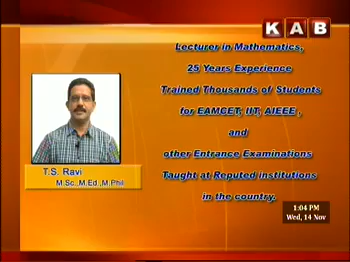 KAB
Lecturer in Mathematics,
25 Years Experience
Trained Thousands of Students
for EAMCET, IIT, AIEEE ,
and
other Entrance Examinations
Taught at Reputed institutions
in the country.
T.S. Ravi
M.Sc.,M.Ed.,M.Phil
1:04 PM
Wed, 14 Nov